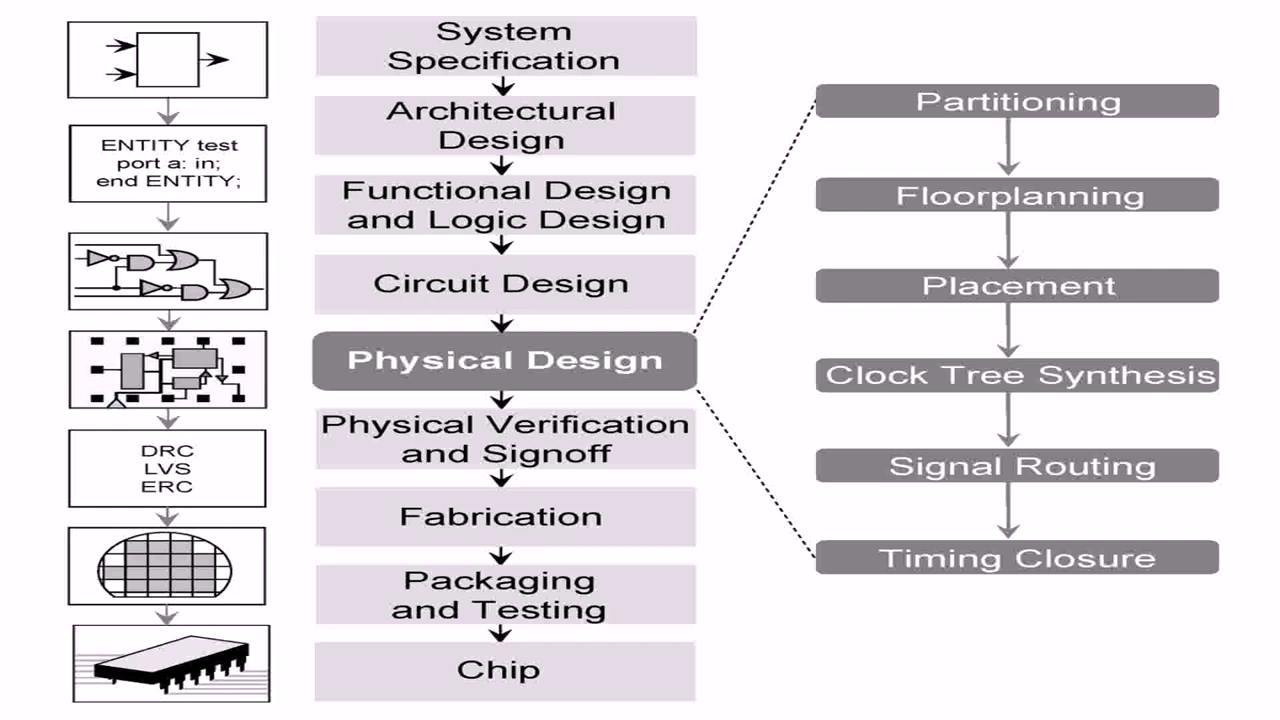 ENTITY test
port a: in;
end ENTITY;
DRC
LVS
ERC
System
Specification
Architectural
Design
Functional Design
and Logic Design
Circuit Design
Physical Design
Physical Verification
and Signoff
Fabrication
Packaging
and Testing
Chip
Partitioning
Floorplanning
Placement
Clock Tree Synthesis
Signal Routing
Timing Closure